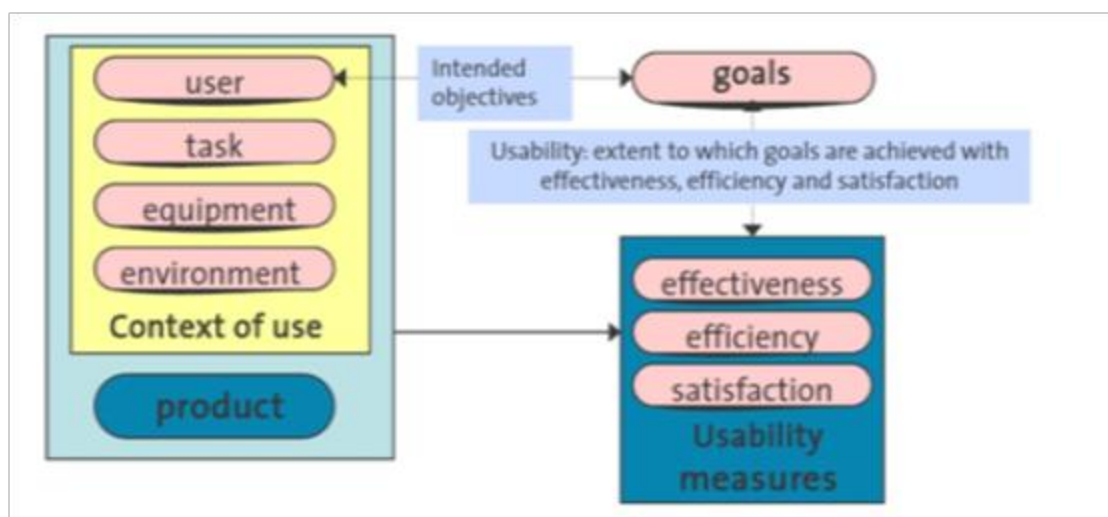 user
task
equipment
environment
Context of use
product
Intended
objectives
goals
Usability: extent to which goals are achieved with
effectiveness, efficiency and satisfaction
effectiveness
efficiency
satisfaction
Usability
measures